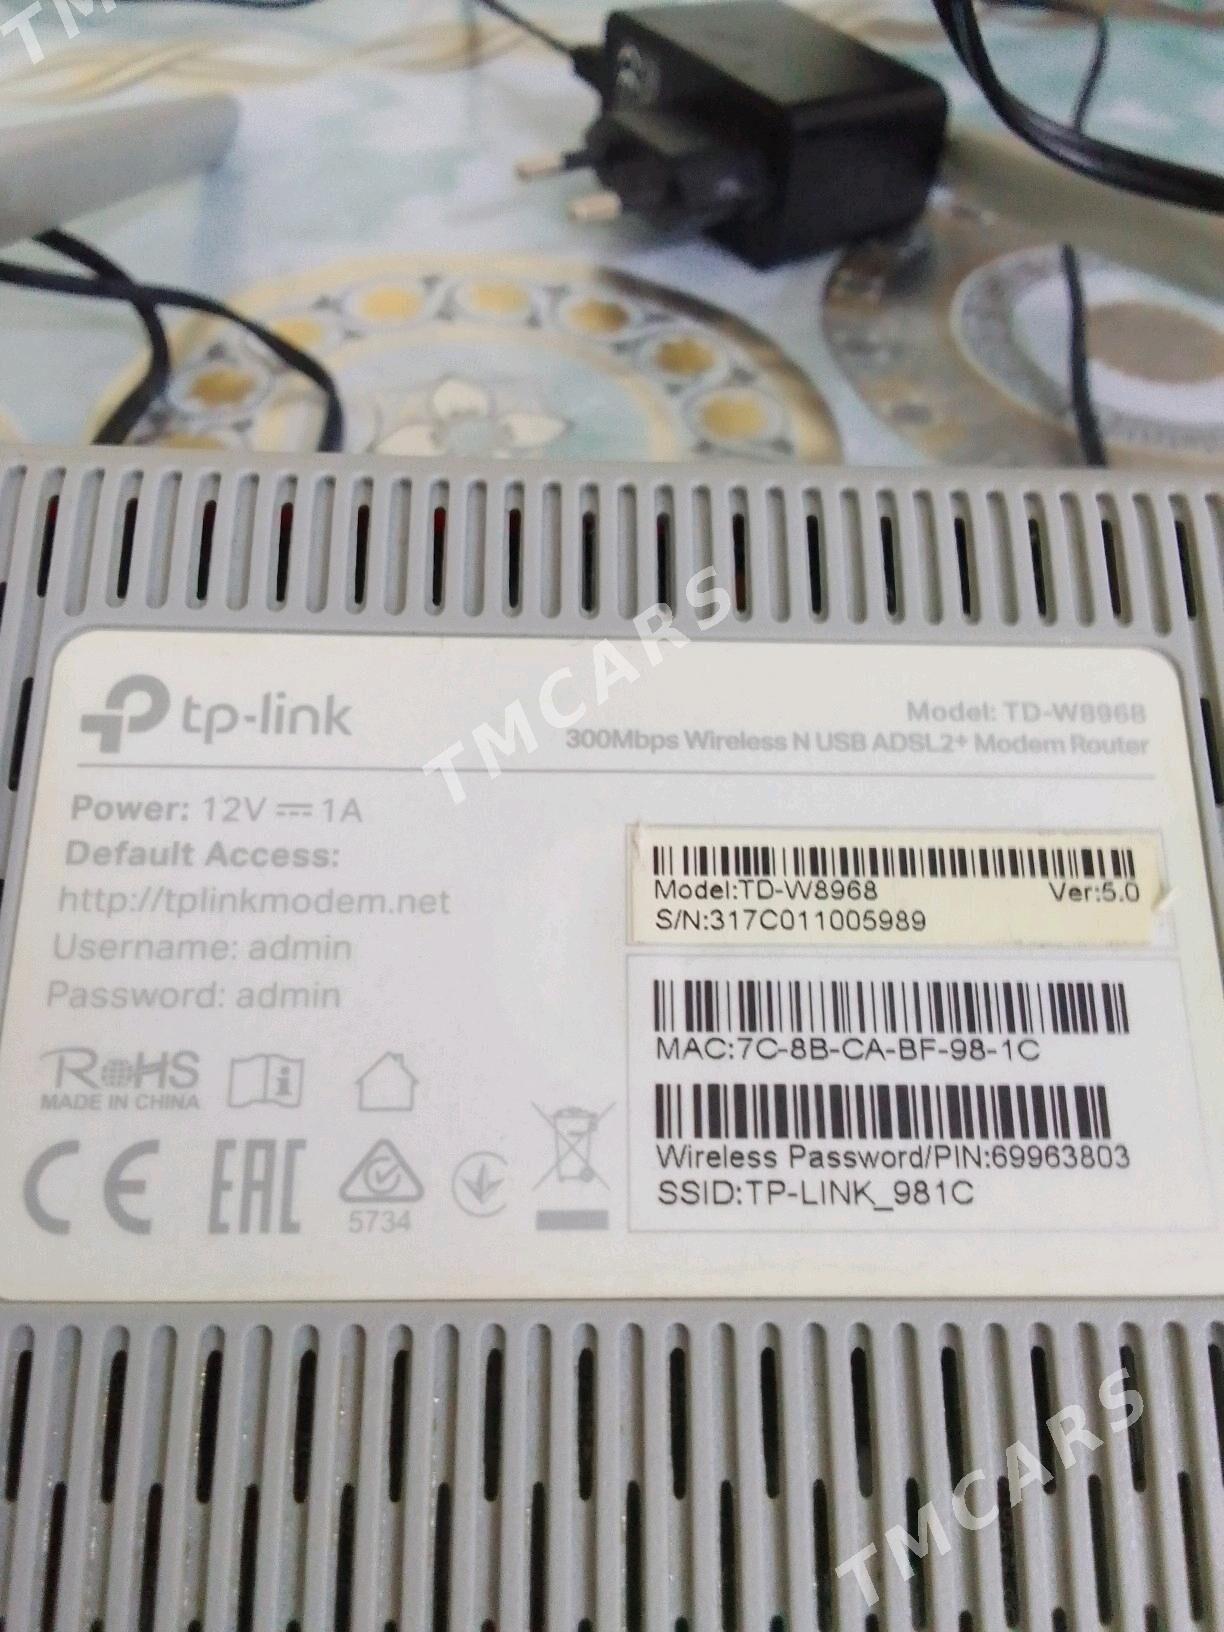 TMCARS
tp-link
Model: TD-W8968
300Mbps Wireless N USB ADSL2+ Modem Router
Power: 12V 1A
Default Access:
http://tplinkmodem.net
Username: admin
Password: admin
Model:TD-W8968 Ver:5.0
S/N:317C011005989
MAC:7C-8B-CA-BF-98-1C
Wireless Password/PIN:69963803
SSID:TP-LINK_981C
RoHS
MADE IN CHINA
CE EAC
5734
TMCARS